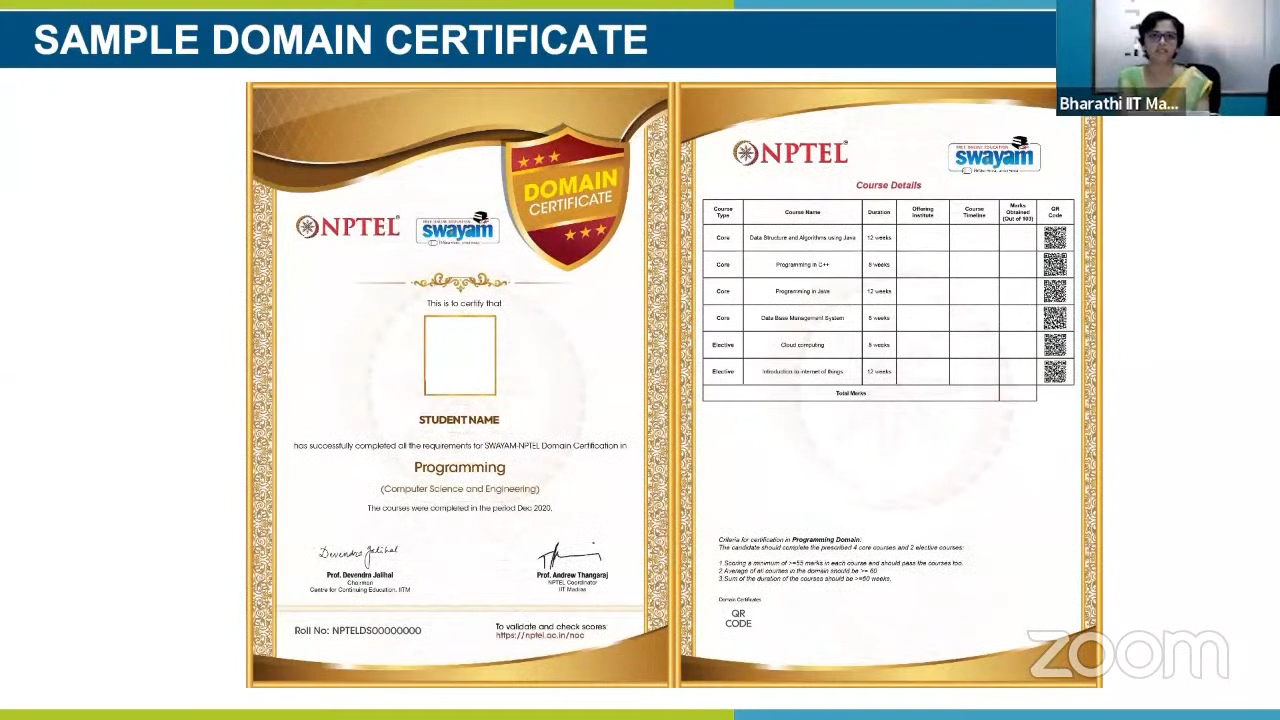 SAMPLE DOMAIN CERTIFICATE
Bharathi IIT Ma...
DOMAIN
CERTIFICATE
NPTEL
swayam
This is to certify that
STUDENT NAME
has successfully completed all the requirements for SWAYAM-NPTEL Domain Certification in
Programming
(Computer Science and Engineering)
The courses were completed in the period Dec 2020.
Devendra Jalihal
Prof. Devendra Jalihal
Chairman
Centre for Continuing Education, IITM
Prof. Andrew Thangaraj
NPTEL Coordinator
IIT Madras
Roll No: NPTELDS00000000
To validate and check scores:
https://nptel.ac.in/noc
NPTEL
FREE ONLINE EDUCATION
swayam
Course Details
Course Type Course Name Duration Offering Institute Course Timeline Marks Obtained (Out of 100) QR Code
Core Data Structure and Algorithms using Java 12 weeks
Core Programming in C++ 8 weeks
Core Programming in Java 12 weeks
Core Data Base Management System 8 weeks
Elective Cloud computing 8 weeks
Elective Introduction to internet of things 12 weeks
Total Marks
Criteria for certification in Programming Domain:
The candidate should complete the prescribed 4 core courses and 2 elective courses:
1.Scoring a minimum of >=55 marks in each course and should pass the courses too.
2.Average of all courses in the domain should be >= 60
3.Sum of the duration of the courses should be >=60 weeks.
Domain Certificates
QR
CODE
zoom